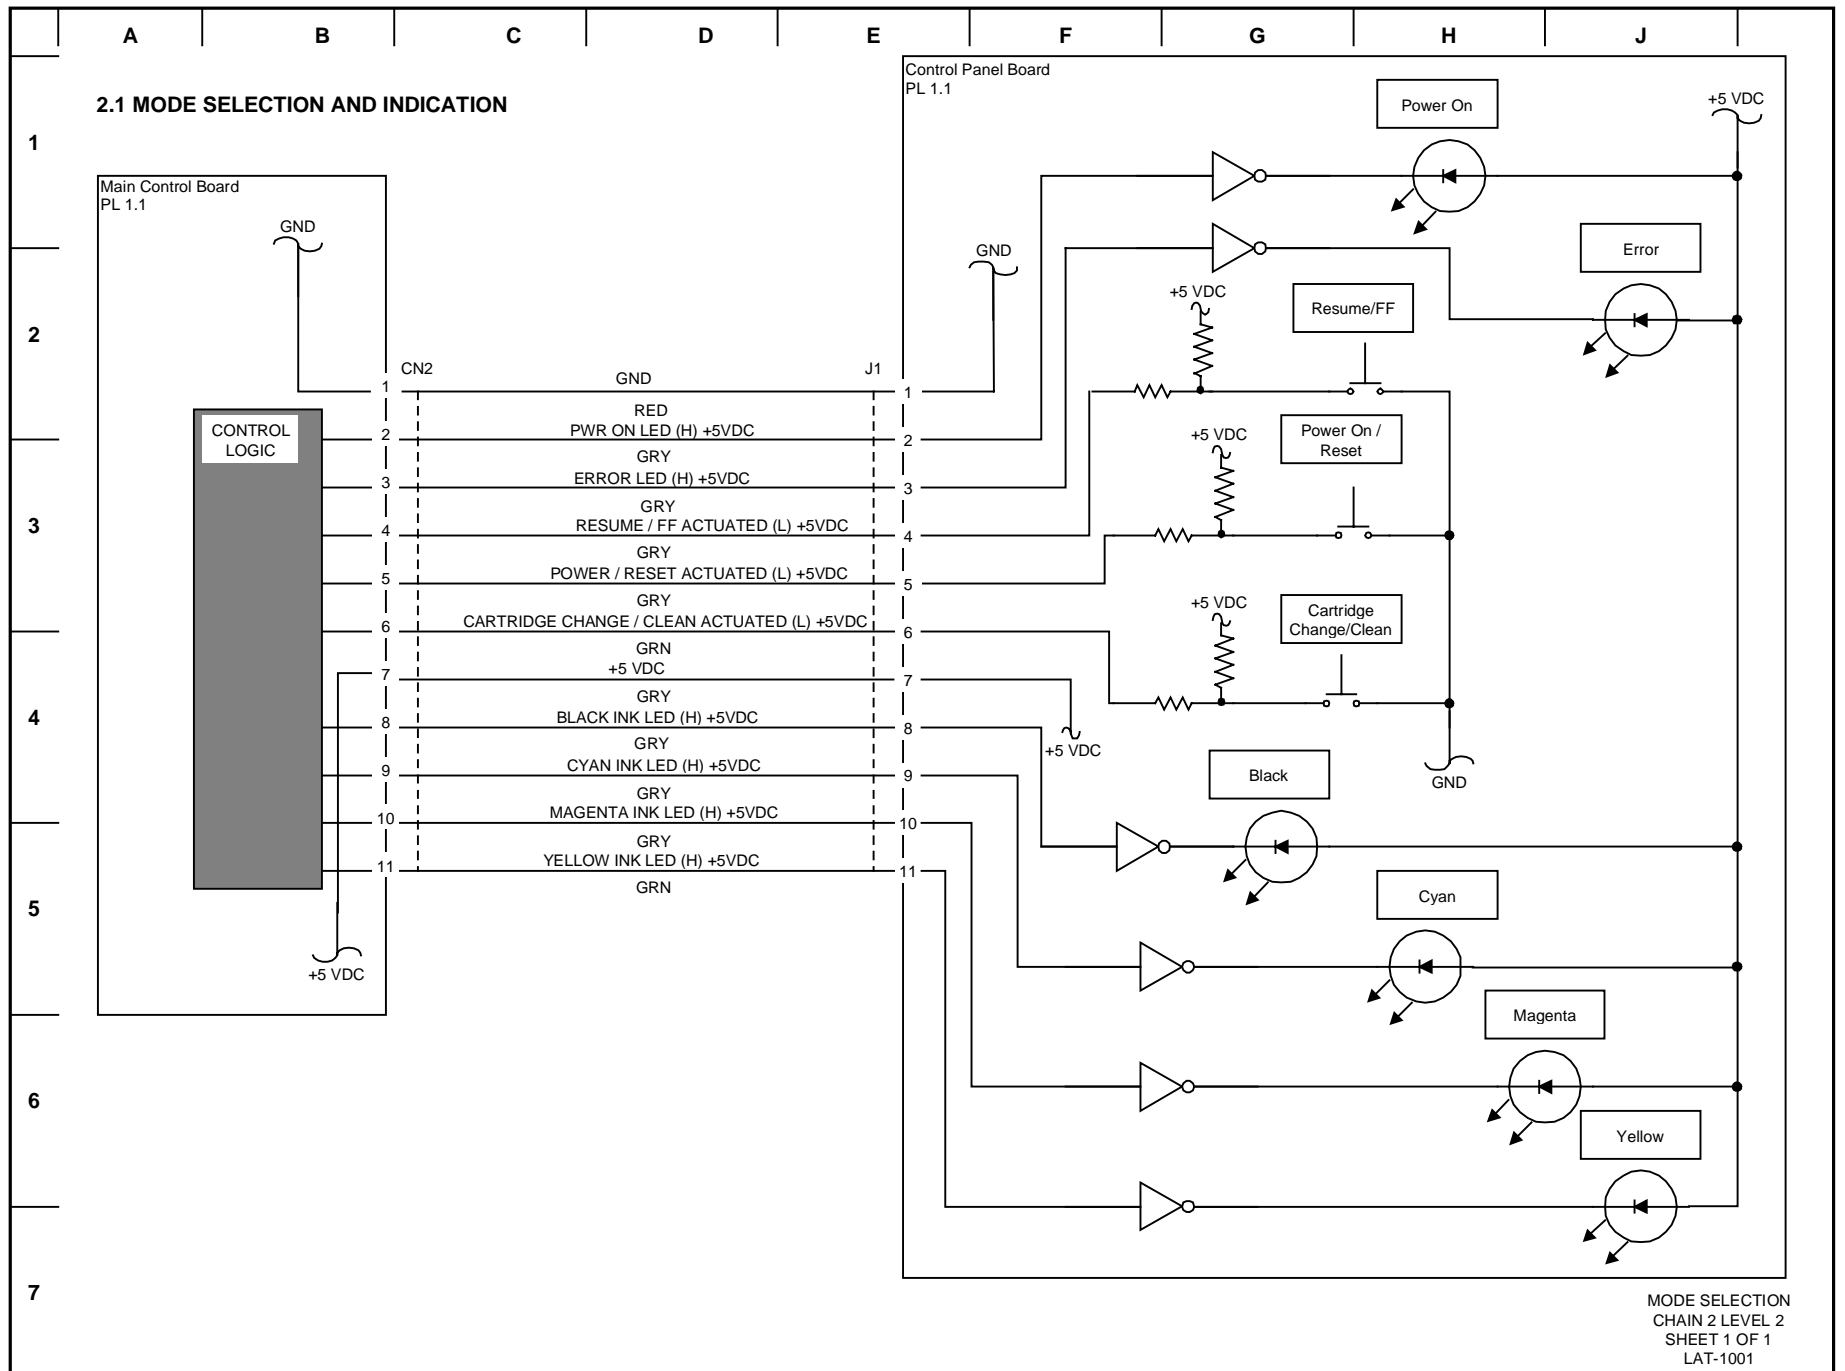 A B C D E F G H J
2.1 MODE SELECTION AND INDICATION
1
2
3
4
5
6
7
Main Control Board
PL 1.1
GND
CONTROL
LOGIC
+5 VDC
CN2
J1
1 GND 1
RED
2 PWR ON LED (H) +5VDC 2
GRY
3 ERROR LED (H) +5VDC 3
GRY
4 RESUME / FF ACTUATED (L) +5VDC 4
GRY
5 POWER / RESET ACTUATED (L) +5VDC 5
GRY
6 CARTRIDGE CHANGE / CLEAN ACTUATED (L) +5VDC 6
GRN
7 +5 VDC 7
GRY
8 BLACK INK LED (H) +5VDC 8
GRY
9 CYAN INK LED (H) +5VDC 9
GRY
10 MAGENTA INK LED (H) +5VDC 10
GRY
11 YELLOW INK LED (H) +5VDC 11
GRN
Control Panel Board
PL 1.1
Power On
+5 VDC
GND
Error
+5 VDC
Resume/FF
+5 VDC
Power On /
Reset
+5 VDC
Cartridge
Change/Clean
+5 VDC
GND
Black
Cyan
Magenta
Yellow
MODE SELECTION
CHAIN 2 LEVEL 2
SHEET 1 OF 1
LAT-1001